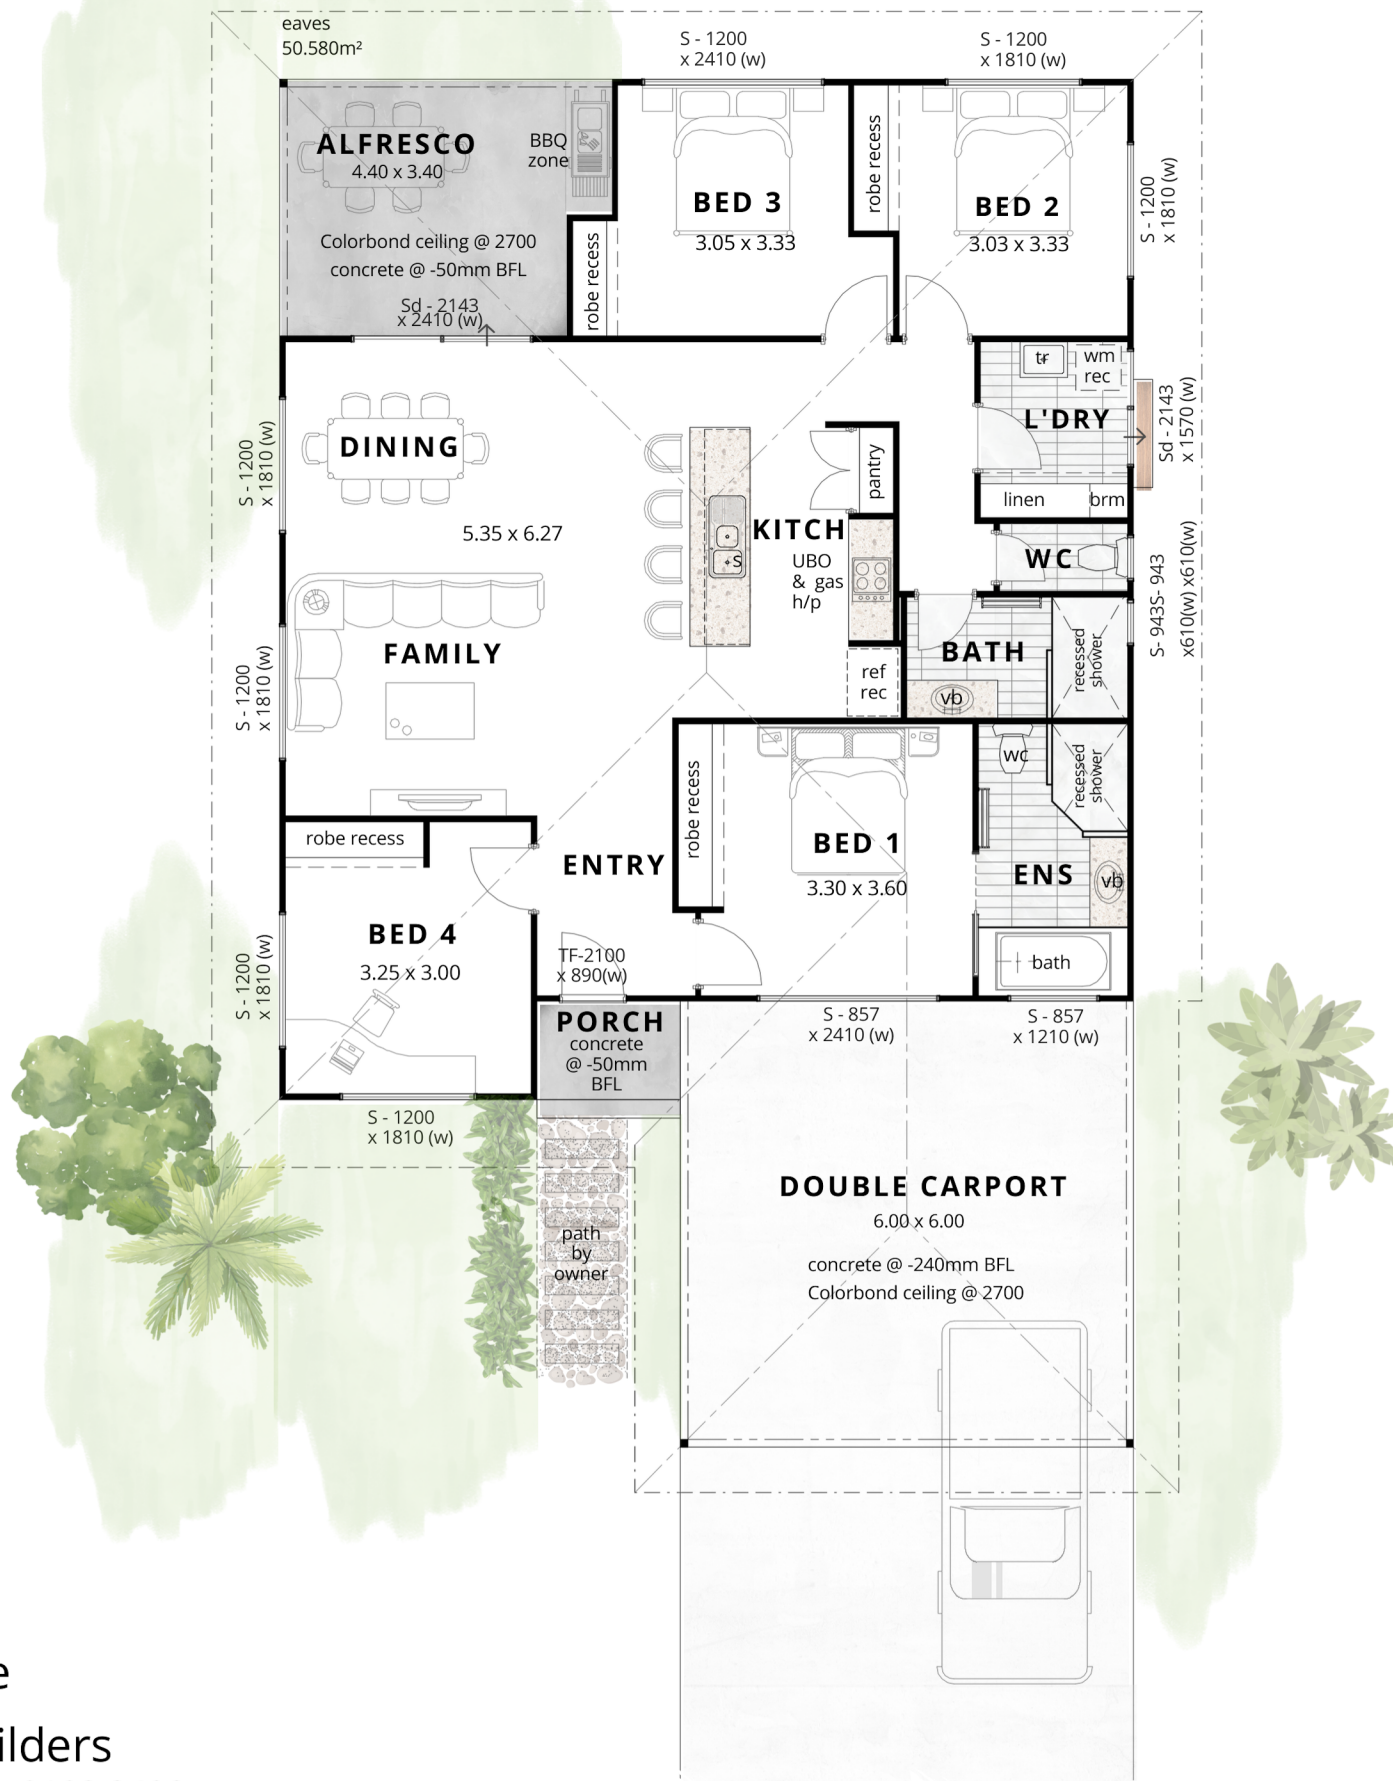 eaves
50.580m²
S - 1200
x 2410 (w)
S - 1200
x 1810 (w)
ALFRESCO
4.40 x 3.40
BBQ
zone
Colorbond ceiling @ 2700
concrete @ -50mm BFL
Sd - 2143
x 2410 (w)
robe recess
BED 3
3.05 x 3.33
robe recess
BED 2
3.03 x 3.33
S - 1200
x 1810 (w)
tr
wm
rec
L'DRY
Sd - 2143
x 1570 (w)
linen
brm
DINING
S - 1200
x 1810 (w)
5.35 x 6.27
pantry
KITCH
UBO
& gas
h/p
s
WC
S- 943S- 943
x610(w) x610(w)
FAMILY
S - 1200
x 1810 (w)
ref
rec
BATH
vb
recessed
shower
robe recess
ENTRY
robe recess
BED 1
3.30 x 3.60
wc
recessed
shower
ENS
vb
bath
BED 4
3.25 x 3.00
S - 1200
x 1810 (w)
TF-2100
x 890(w)
PORCH
concrete
@ -50mm
BFL
S - 857
x 2410 (w)
S - 857
x 1210 (w)
S - 1200
x 1810 (w)
path
by
owner
DOUBLE CARPORT
6.00 x 6.00
concrete @ -240mm BFL
Colorbond ceiling @ 2700
e
ilders